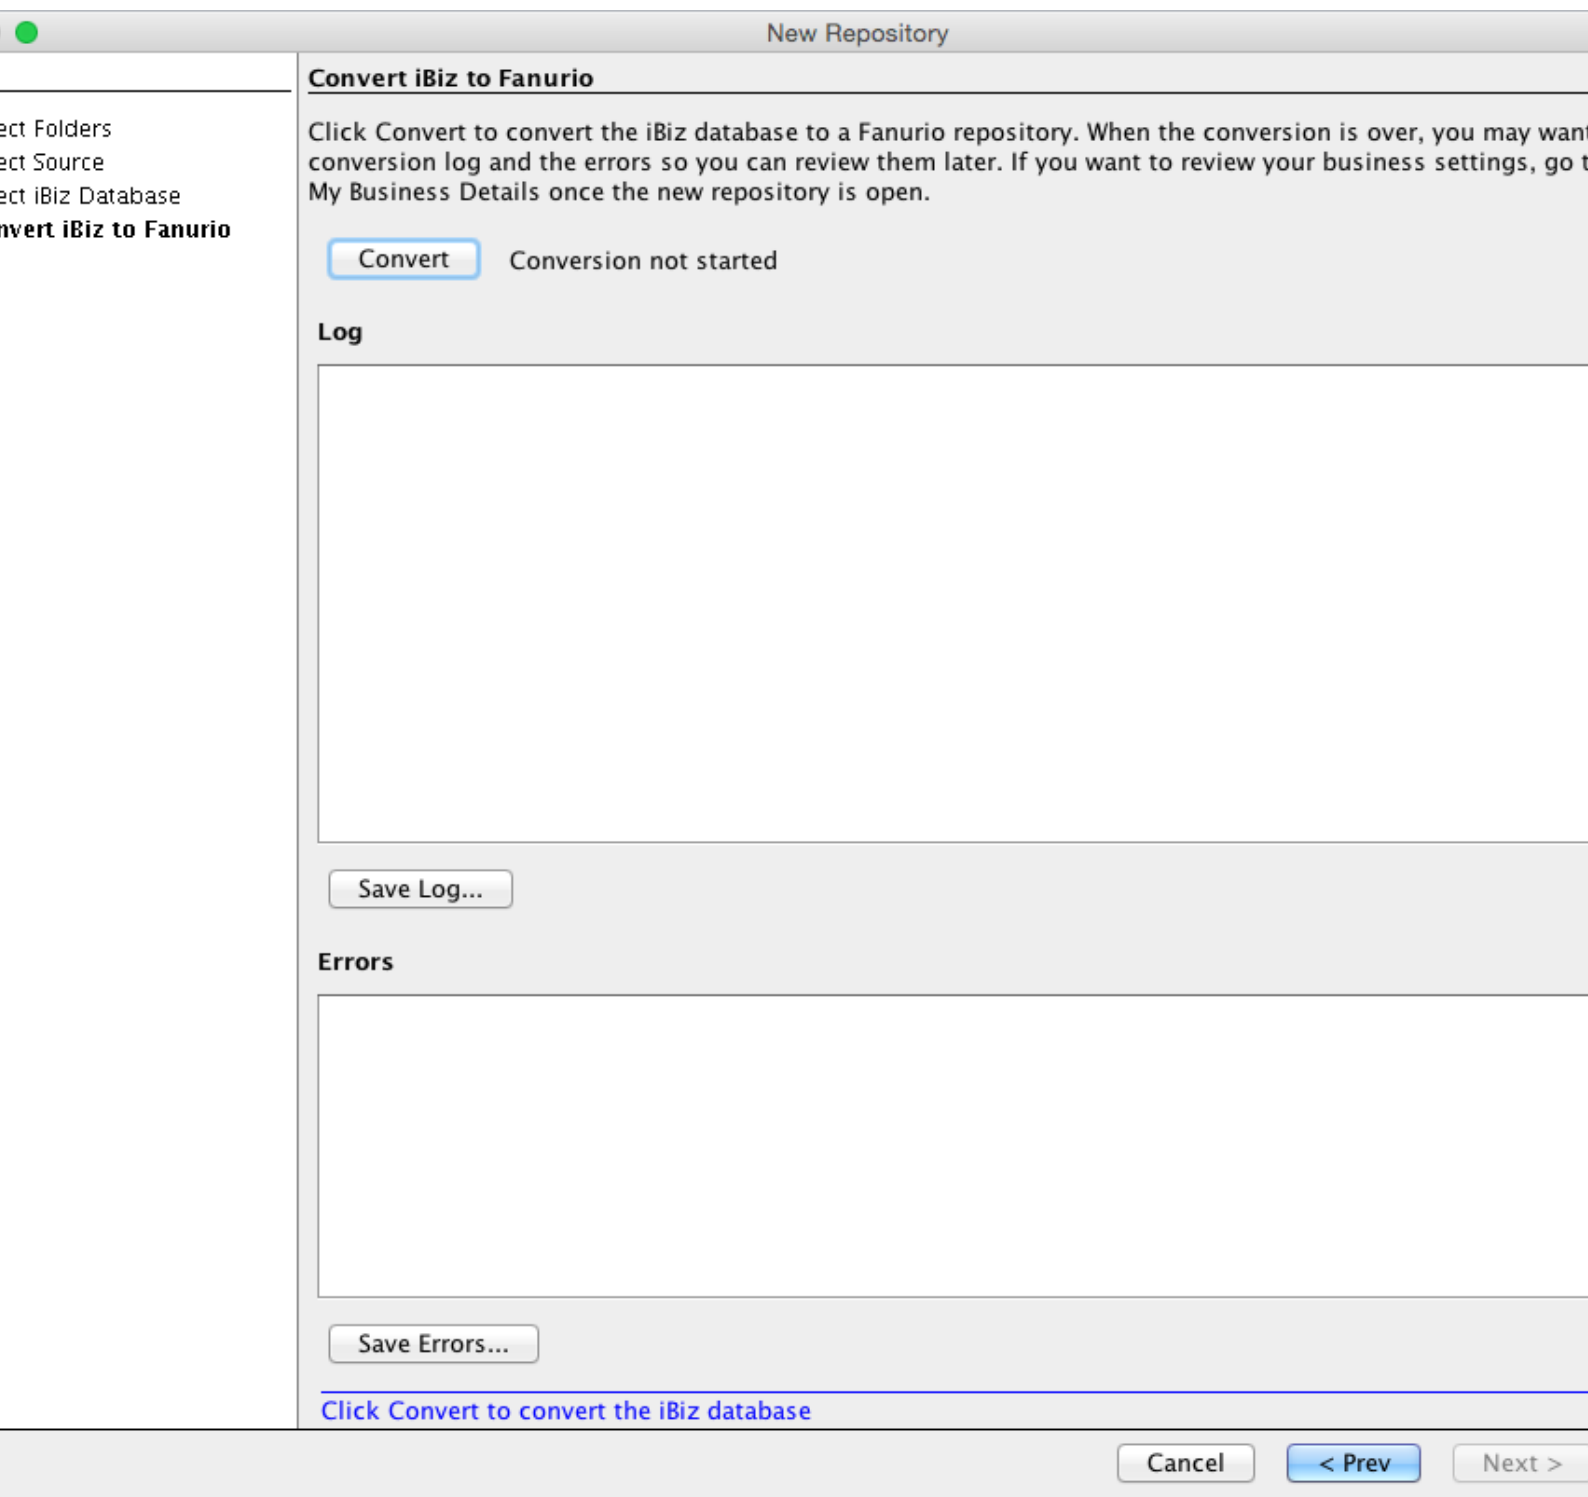 New Repository
Convert iBiz to Fanurio
ect Folders
ect Source
ect iBiz Database
nvert iBiz to Fanurio
Click Convert to convert the iBiz database to a Fanurio repository. When the conversion is over, you may want
conversion log and the errors so you can review them later. If you want to review your business settings, go t
My Business Details once the new repository is open.
Convert Conversion not started
Log
Save Log...
Errors
Save Errors...
Click Convert to convert the iBiz database
Cancel < Prev Next >